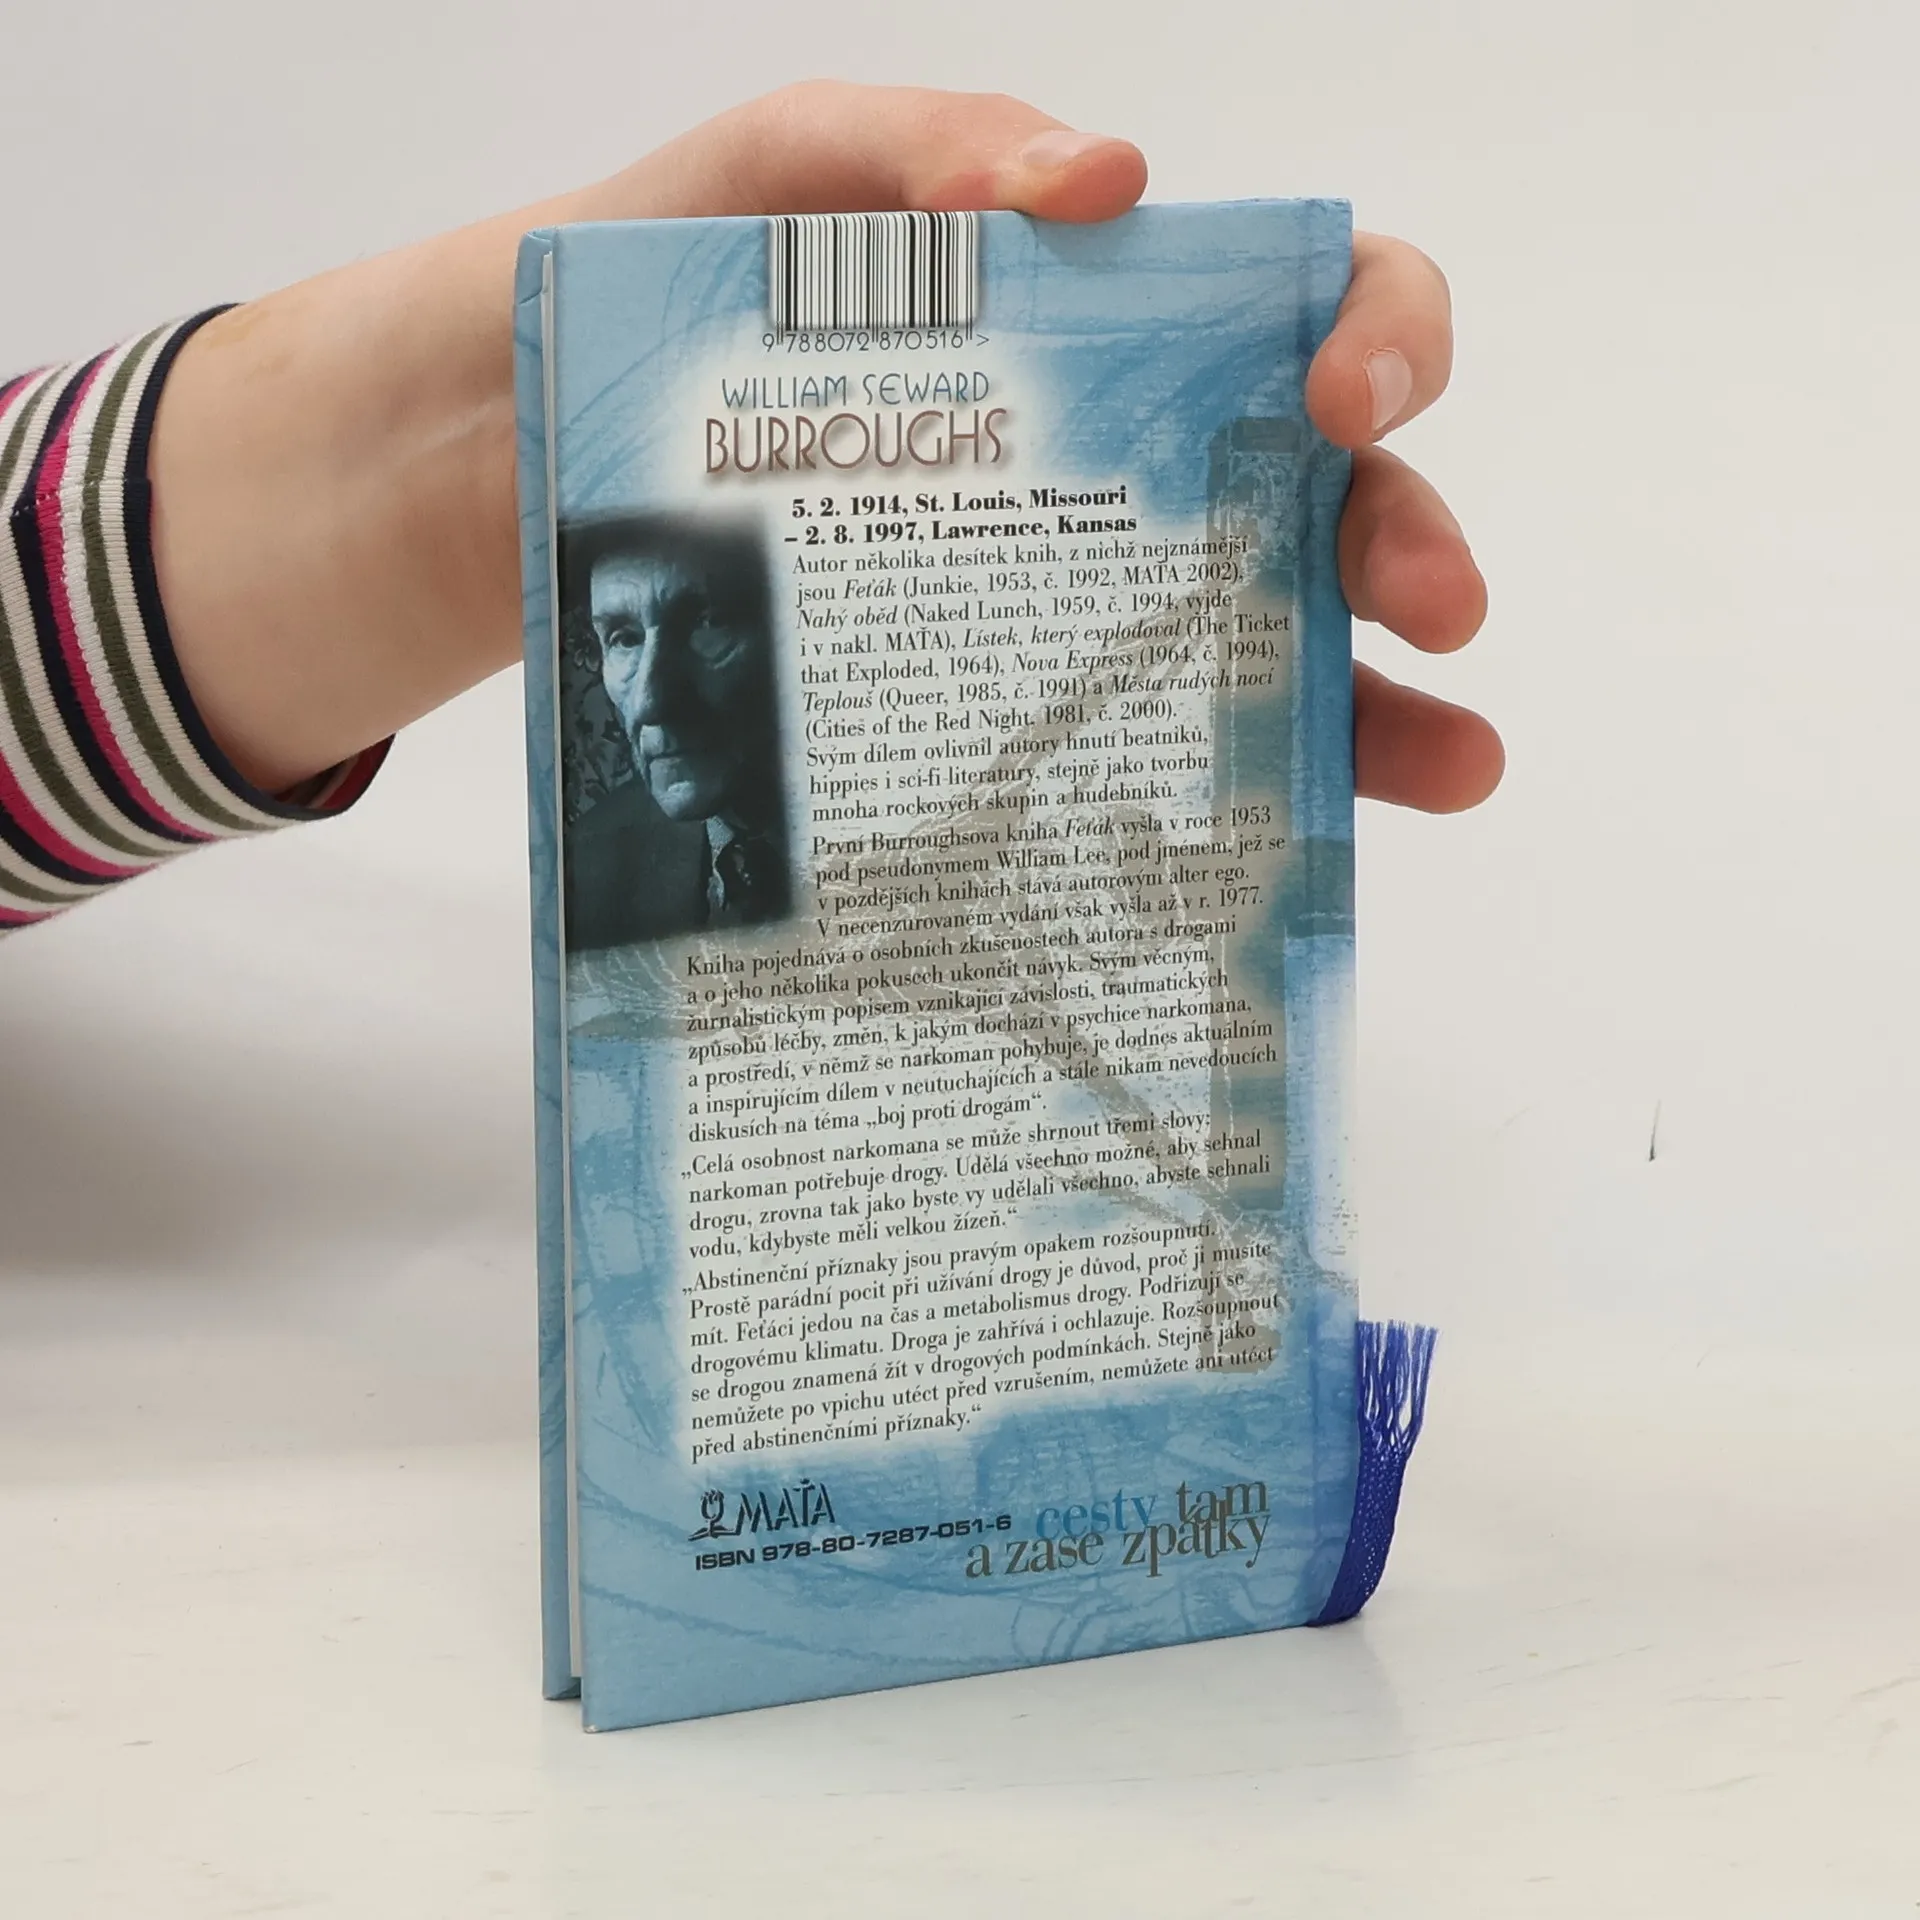 9 788072 870516 >
WILLIAM SEWARD
BURROUGHS
5. 2. 1914, St. Louis, Missouri
– 2. 8. 1997, Lawrence, Kansas
Autor několika desítek knih, z nichž nejznámější
jsou Feťák (Junkie, 1953, č. 1992, MAŤA 2002),
Nahý oběd (Naked Lunch, 1959, č. 1994, vyjde
i v nakl. MAŤA), Lístek, který explodoval (The Ticket
that Exploded, 1964), Nova Express (1964, č. 1994),
Teplouš (Queer, 1985, č. 1991) a Města rudých nocí
(Cities of the Red Night, 1981, č. 2000).
Svým dílem ovlivnil autory hnutí beatniků,
hippies i sci-fi literatury, stejně jako tvorbu
mnoha rockových skupin a hudebníků.
První Burroughsova kniha Feťák vyšla v roce 1953
pod pseudonymem William Lee, pod jménem, jež se
v pozdějších knihách stává autorovým alter ego.
V necenzurovaném vydání však vyšla až v r. 1977.
Kniha pojednává o osobních zkušenostech autora s drogami
a o jeho několika pokusech ukončit návyk. Svým věcným,
žurnalistickým popisem vznikající závislosti, traumatických
způsobů léčby, změn, k jakým dochází v psychice narkomana,
a prostředí, v němž se narkoman pohybuje, je dodnes aktuálním
a inspirujícím dílem v neutuchajících a stále nikam nevedoucích
diskusích na téma „boj proti drogám“.
„Celá osobnost narkomana se může shrnout třemi slovy:
narkoman potřebuje drogy. Udělá všechno možné, aby sehnal
drogu, zrovna tak jako byste vy udělali všechno, abyste sehnali
vodu, kdybyste měli velkou žízeň.“
„Abstinenční příznaky jsou pravým opakem rozšoupnutí.
Prostě parádní pocit při užívání drogy je důvod, proč ji musíte
mít. Feťáci jedou na čas a metabolismus drogy. Podřizují se
drogovému klimatu. Droga je zahřívá i ochlazuje. Rozšoupnout
se drogou znamená žít v drogových podmínkách. Stejně jako
nemůžete po vpichu utéct před vzrušením, nemůžete ani utéct
před abstinenčními příznaky.“
MAŤA
ISBN 978-80-7287-051-6
cesty tam
a zase zpátky